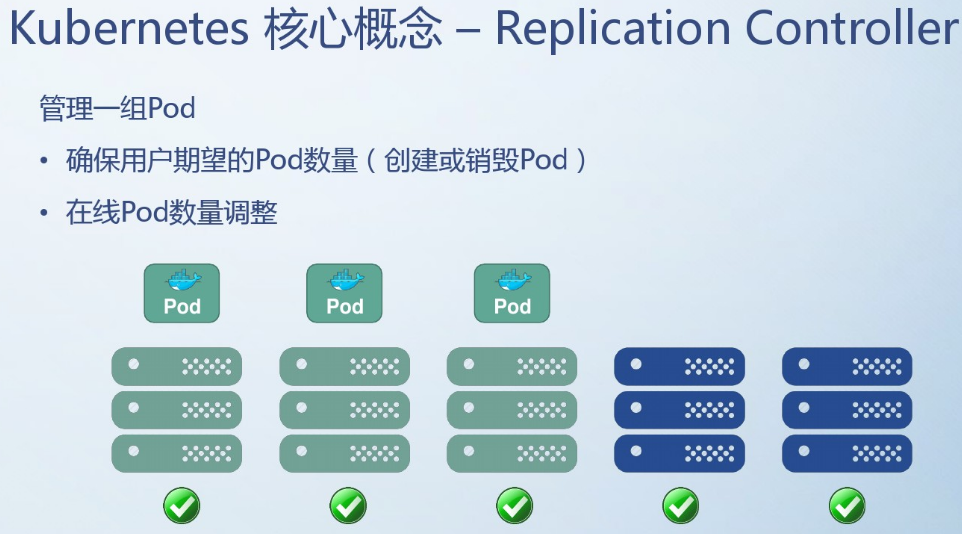 Kubernetes 核心概念 – Replication Controller
管理一组Pod
• 确保用户期望的Pod数量（创建或销毁Pod）
• 在线Pod数量调整
Pod
Pod
Pod